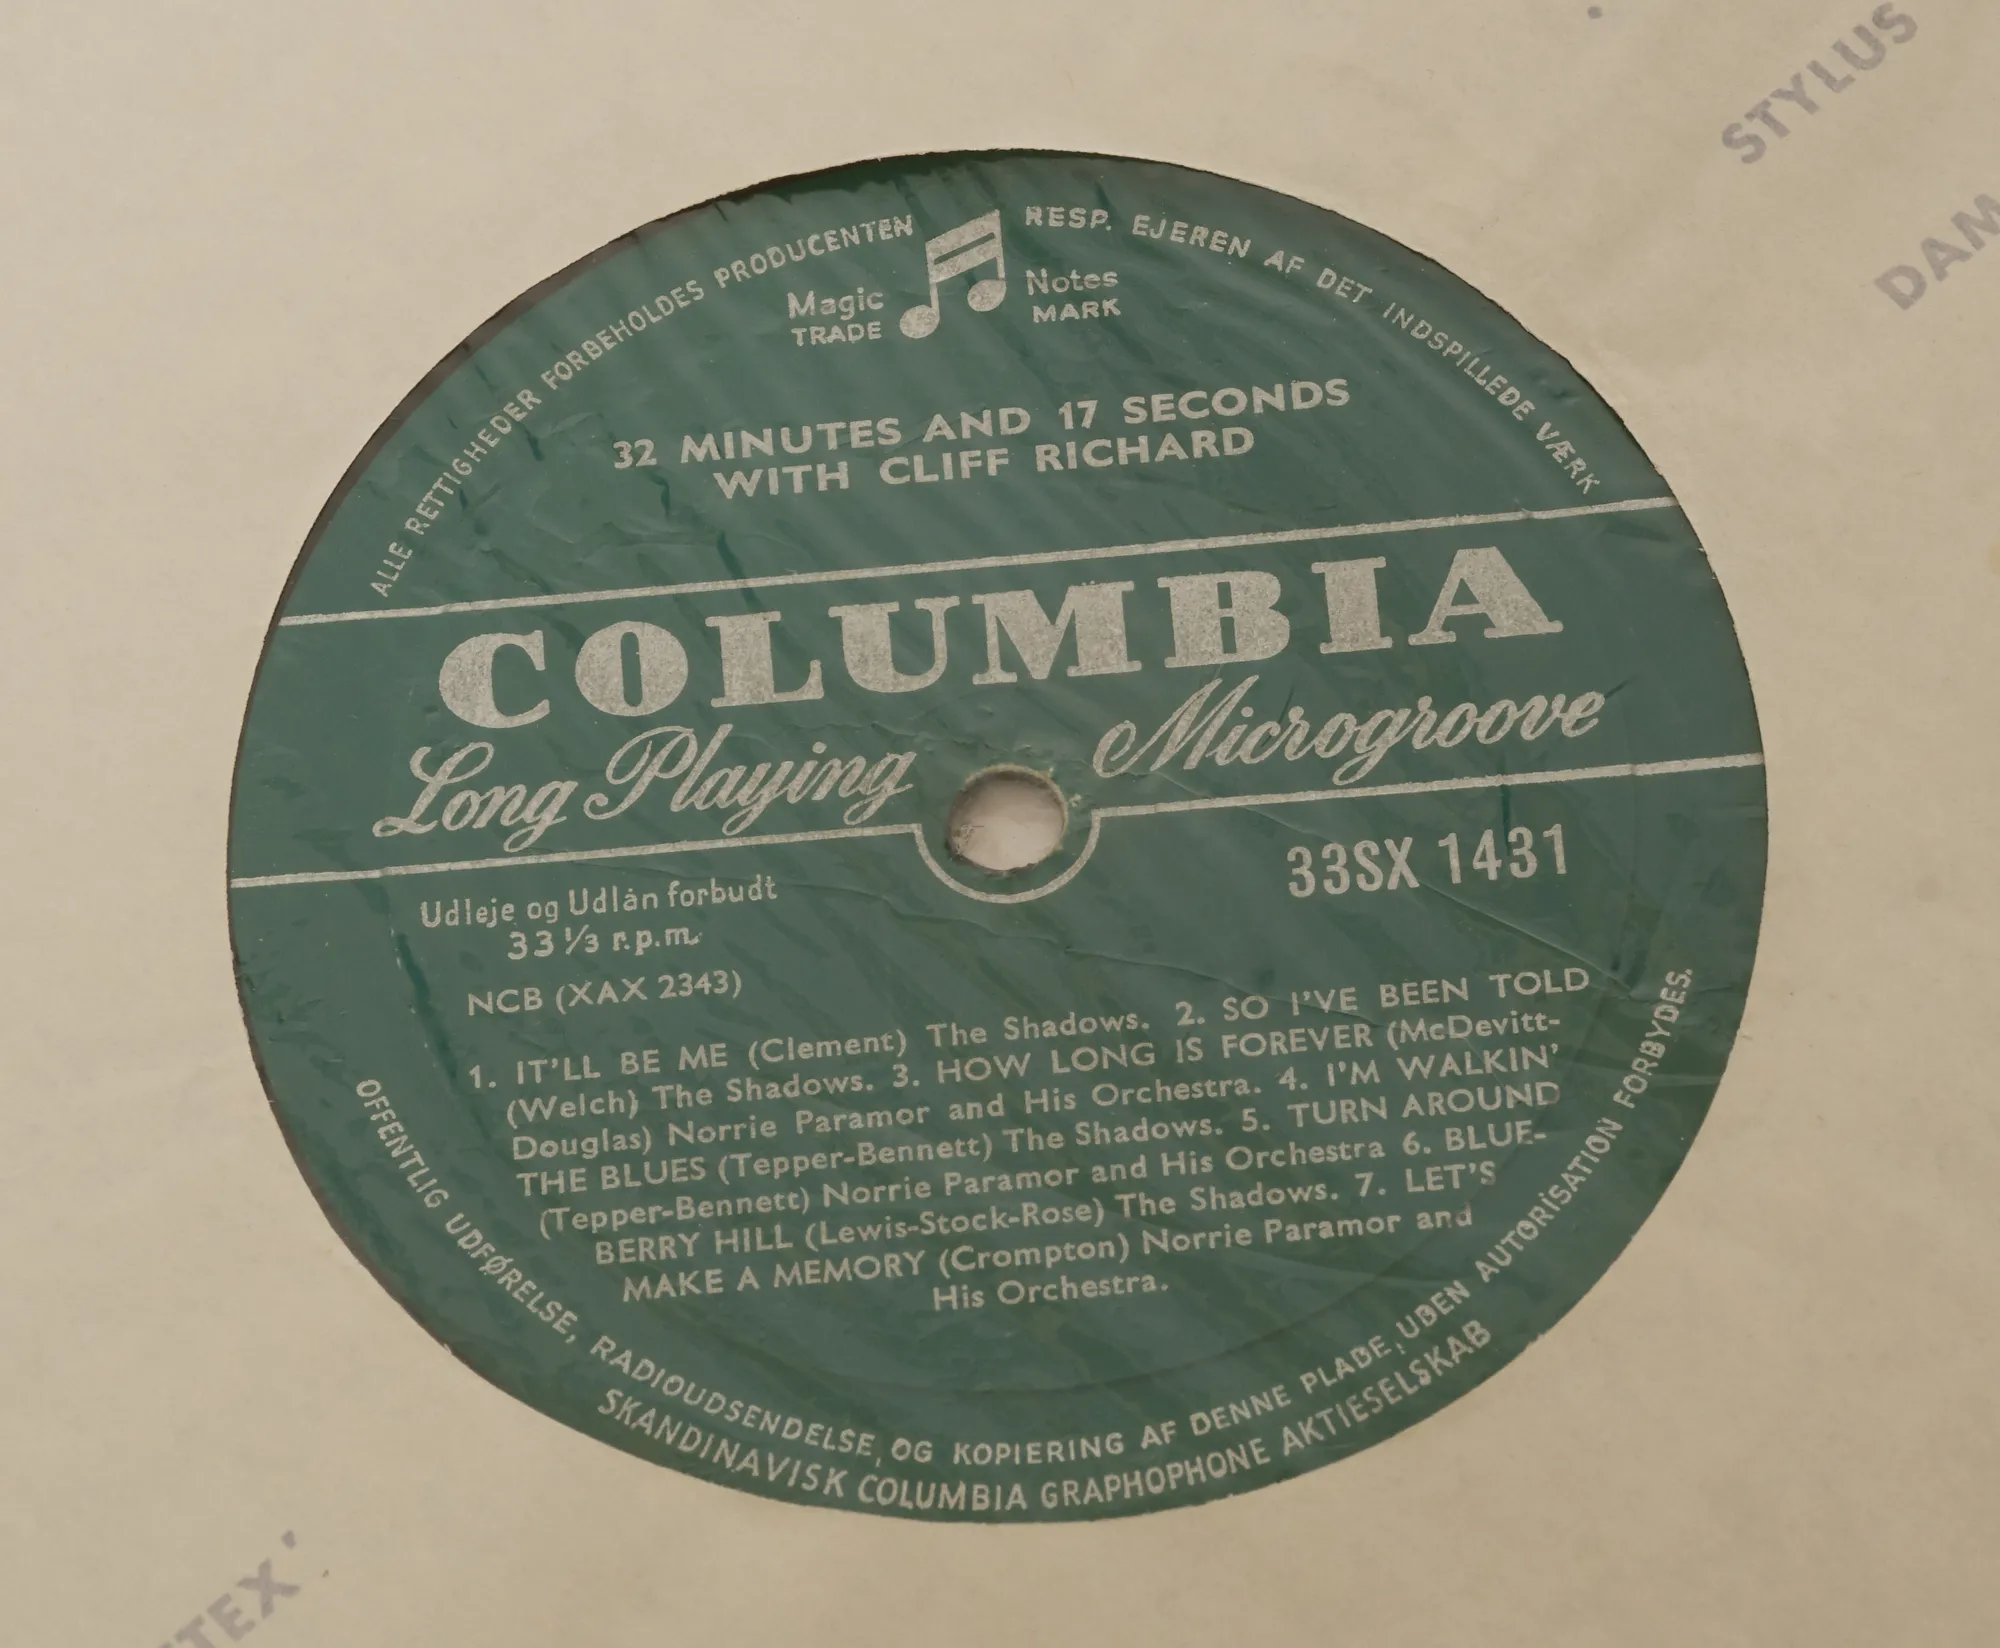 STYLUS
DAM
ALLE RETTIGHEDER FORBEHOLDES PRODUCENTEN RESP. EJEREN AF DET INDSPILLEDE VÆRK
Magic Notes
TRADE MARK
32 MINUTES AND 17 SECONDS
WITH CLIFF RICHARD
COLUMBIA
Long Playing Microgroove
33SX 1431
Udleje og Udlån forbudt
33⅓ r.p.m.
NCB (XAX 2343)
1. IT'LL BE ME (Clement) The Shadows. 2. SO I'VE BEEN TOLD
(Welch) The Shadows. 3. HOW LONG IS FOREVER (McDevitt-
Douglas) Norrie Paramor and His Orchestra. 4. I'M WALKIN'
THE BLUES (Tepper-Bennett) The Shadows. 5. TURN AROUND
(Tepper-Bennett) Norrie Paramor and His Orchestra 6. BLUE-
BERRY HILL (Lewis-Stock-Rose) The Shadows. 7. LET'S
MAKE A MEMORY (Crompton) Norrie Paramor and
His Orchestra.
OFFENTLIG UDFØRELSE, RADIOUDSENDELSE, OG KOPIERING AF DENNE PLADE, UDEN AUTORISATION FORBYDES.
SKANDINAVISK COLUMBIA GRAPHOPHONE AKTIESELSKAB
TEX'